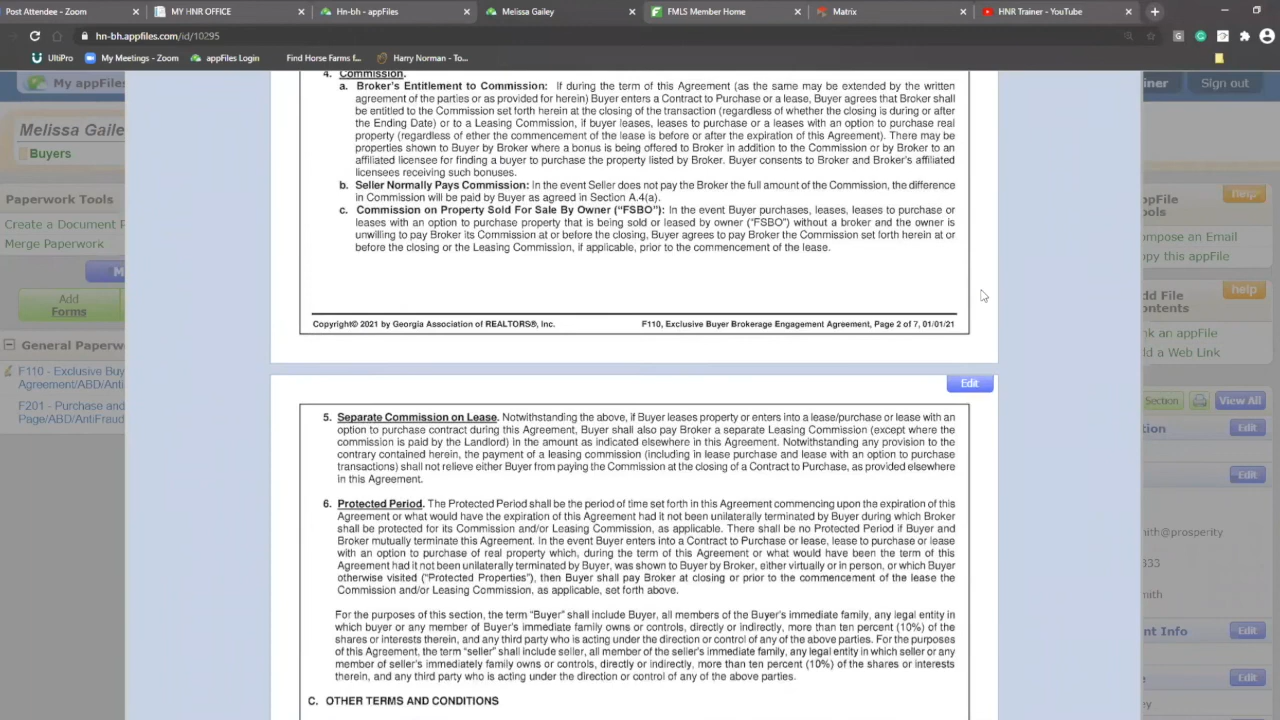 Post Attendee - Zoom
MY HNR OFFICE
Hn-bh - appFiles
Melissa Gailey
FMLS Member Home
Matrix
HNR Trainer - YouTube
hn-bh.appfiles.com/id/10295
UltiPro
My Meetings - Zoom
appFiles Login
Find Horse Farms f...
Harry Norman - To...
My appFiles
iner
Sign out
Melissa Gaile
Buyers
Paperwork Tools
Create a Document P
Merge Paperwork
M
Add
Forms
General Paperw
F110 - Exclusive Buy
Agreement/ABD/Anti
F201 - Purchase and
Page/ABD/AntiFraud
4. Commission.
a. Broker's Entitlement to Commission: If during the term of this Agreement (as the same may be extended by the written
agreement of the parties or as provided for herein) Buyer enters a Contract to Purchase or a lease, Buyer agrees that Broker shall
be entitled to the Commission set forth herein at the closing of the transaction (regardless of whether the closing is during or after
the Ending Date) or to a Leasing Commission, if buyer leases, leases to purchase or a leases with an option to purchase real
property (regardless of ether the commencement of the lease is before or after the expiration of this Agreement). There may be
properties shown to Buyer by Broker where a bonus is being offered to Broker in addition to the Commission or by Broker to an
affiliated licensee for finding a buyer to purchase the property listed by Broker. Buyer consents to Broker and Broker's affiliated
licensees receiving such bonuses.
b. Seller Normally Pays Commission: In the event Seller does not pay the Broker the full amount of the Commission, the difference
in Commission will be paid by Buyer as agreed in Section A.4(a).
c. Commission on Property Sold For Sale By Owner ("FSBO"): In the event Buyer purchases, leases, leases to purchase or
leases with an option to purchase property that is being sold or leased by owner ("FSBO") without a broker and the owner is
unwilling to pay Broker its Commission at or before the closing, Buyer agrees to pay Broker the Commission set forth herein at or
before the closing or the Leasing Commission, if applicable, prior to the commencement of the lease.
Copyright© 2021 by Georgia Association of REALTORS®, Inc.
F110, Exclusive Buyer Brokerage Engagement Agreement, Page 2 of 7, 01/01/21
Edit
5. Separate Commission on Lease. Notwithstanding the above, if Buyer leases property or enters into a lease/purchase or lease with an
option to purchase contract during this Agreement, Buyer shall also pay Broker a separate Leasing Commission (except where the
commission is paid by the Landlord) in the amount as indicated elsewhere in this Agreement. Notwithstanding any provision to the
contrary contained herein, the payment of a leasing commission (including in lease purchase and lease with an option to purchase
transactions) shall not relieve either Buyer from paying the Commission at the closing of a Contract to Purchase, as provided elsewhere
in this Agreement.
6. Protected Period. The Protected Period shall be the period of time set forth in this Agreement commencing upon the expiration of this
Agreement or what would have the expiration of this Agreement had it not been unilaterally terminated by Buyer during which Broker
shall be protected for its Commission and/or Leasing Commission, as applicable. There shall be no Protected Period if Buyer and
Broker mutually terminate this Agreement. In the event Buyer enters into a Contract to Purchase or lease, lease to purchase or lease
with an option to purchase of real property which, during the term of this Agreement or what would have been the term of this
Agreement had it not been unilaterally terminated by Buyer, was shown to Buyer by Broker, either virtually or in person, or which Buyer
otherwise visited ("Protected Properties"), then Buyer shall pay Broker at closing or prior to the commencement of the lease the
Commission and/or Leasing Commission, as applicable, set forth above.
For the purposes of this section, the term "Buyer" shall include Buyer, all members of the Buyer's immediate family, any legal entity in
which buyer or any member of Buyer's immediate family owns or controls, directly or indirectly, more than ten percent (10%) of the
shares or interests therein, and any third party who is acting under the direction or control of any of the above parties. For the purposes
of this Agreement, the term "seller" shall include seller, all member of the seller's immediate family, any legal entity in which seller or any
member of seller's immediately family owns or controls, directly or indirectly, more than ten percent (10%) of the shares or interests
therein, and any third party who is acting under the direction or control of any of the above parties.
C. OTHER TERMS AND CONDITIONS
ppFile
ools
help
ompose an Email
opy this appFile
dd File
ontents
help
nk an appFile
d a Web Link
Section
View All
tion
Edit
Edit
mith@prosperity
333
mith
nt Info
Edit
e
Edit
ey